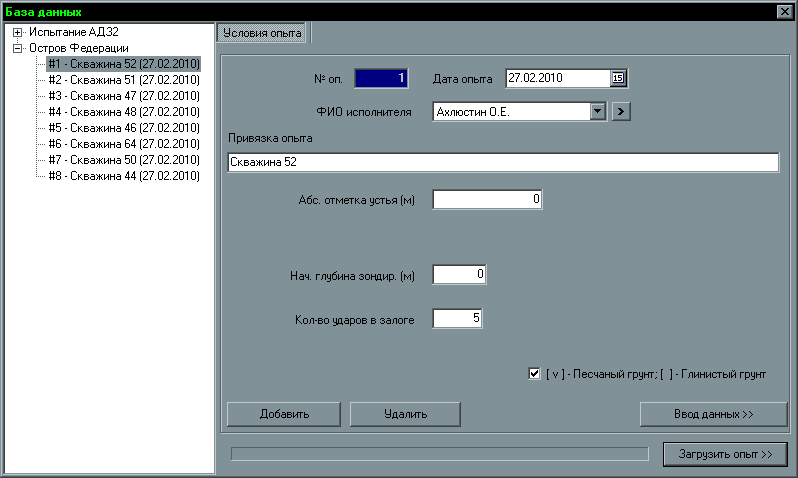 База данных
Испытание АД32
Остров Федерации
#1 - Скважина 52 (27.02.2010)
#2 - Скважина 51 (27.02.2010)
#3 - Скважина 47 (27.02.2010)
#4 - Скважина 48 (27.02.2010)
#5 - Скважина 46 (27.02.2010)
#6 - Скважина 64 (27.02.2010)
#7 - Скважина 50 (27.02.2010)
#8 - Скважина 44 (27.02.2010)
Условия опыта
№ оп. 1 Дата опыта 27.02.2010 15
ФИО исполнителя Ахлюстин О.Е. >
Привязка опыта
Скважина 52
Абс. отметка устья (м) 0
Нач. глубина зондир. (м) 0
Кол-во ударов в залоге 5
[ v ] - Песчаный грунт; [ ] - Глинистый грунт
Добавить Удалить Ввод данных >>
Загрузить опыт >>